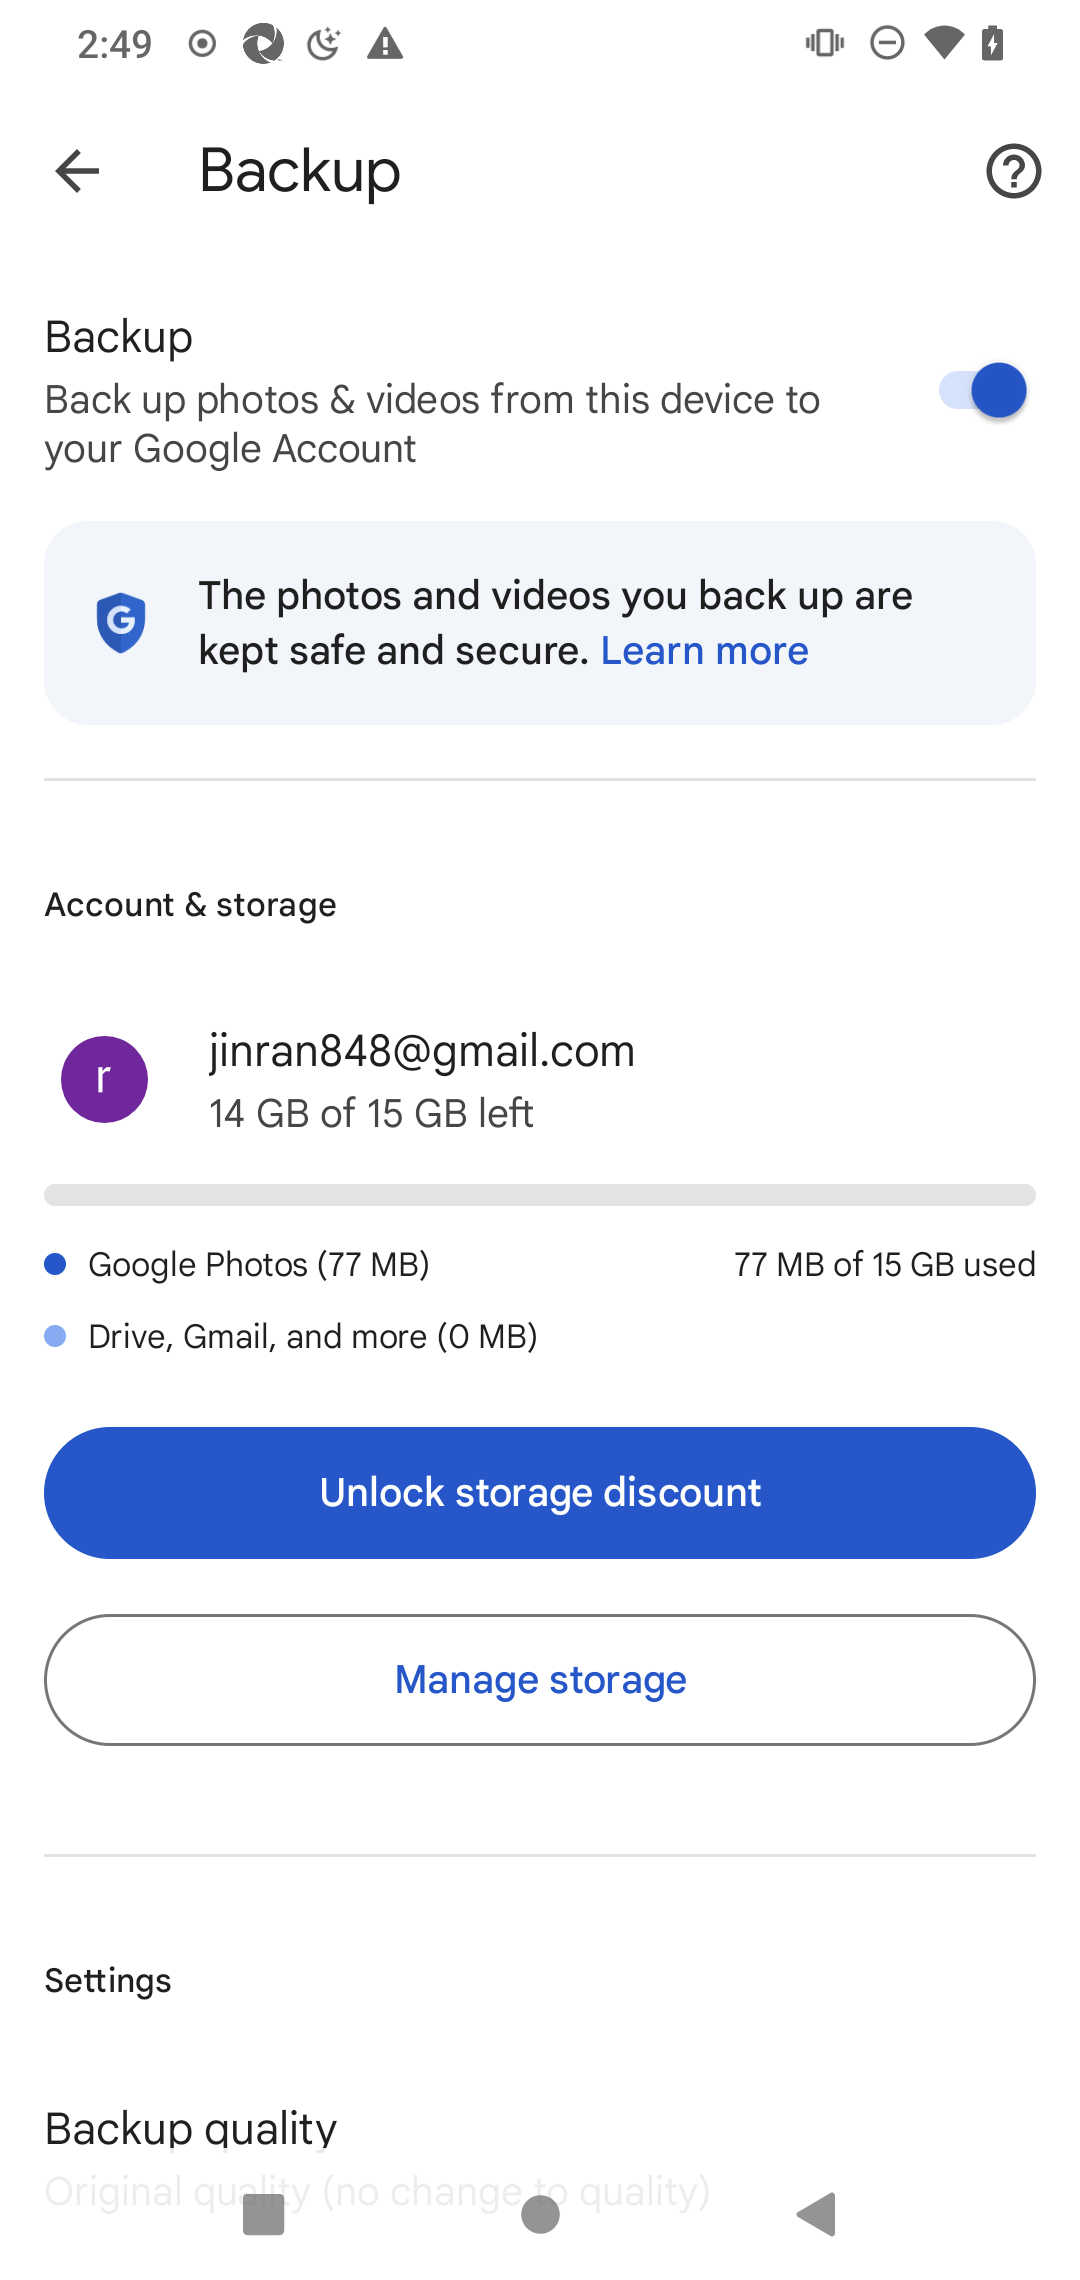 2:49
Backup
Backup
Back up photos & videos from this device to
your Google Account
G
The photos and videos you back up are
kept safe and secure. Learn more
Account & storage
r
jinran848@gmail.com
14 GB of 15 GB left
Google Photos (77 MB)
77 MB of 15 GB used
Drive, Gmail, and more (0 MB)
Unlock storage discount
Manage storage
Settings
Backup quality
Original quality (no change to quality)